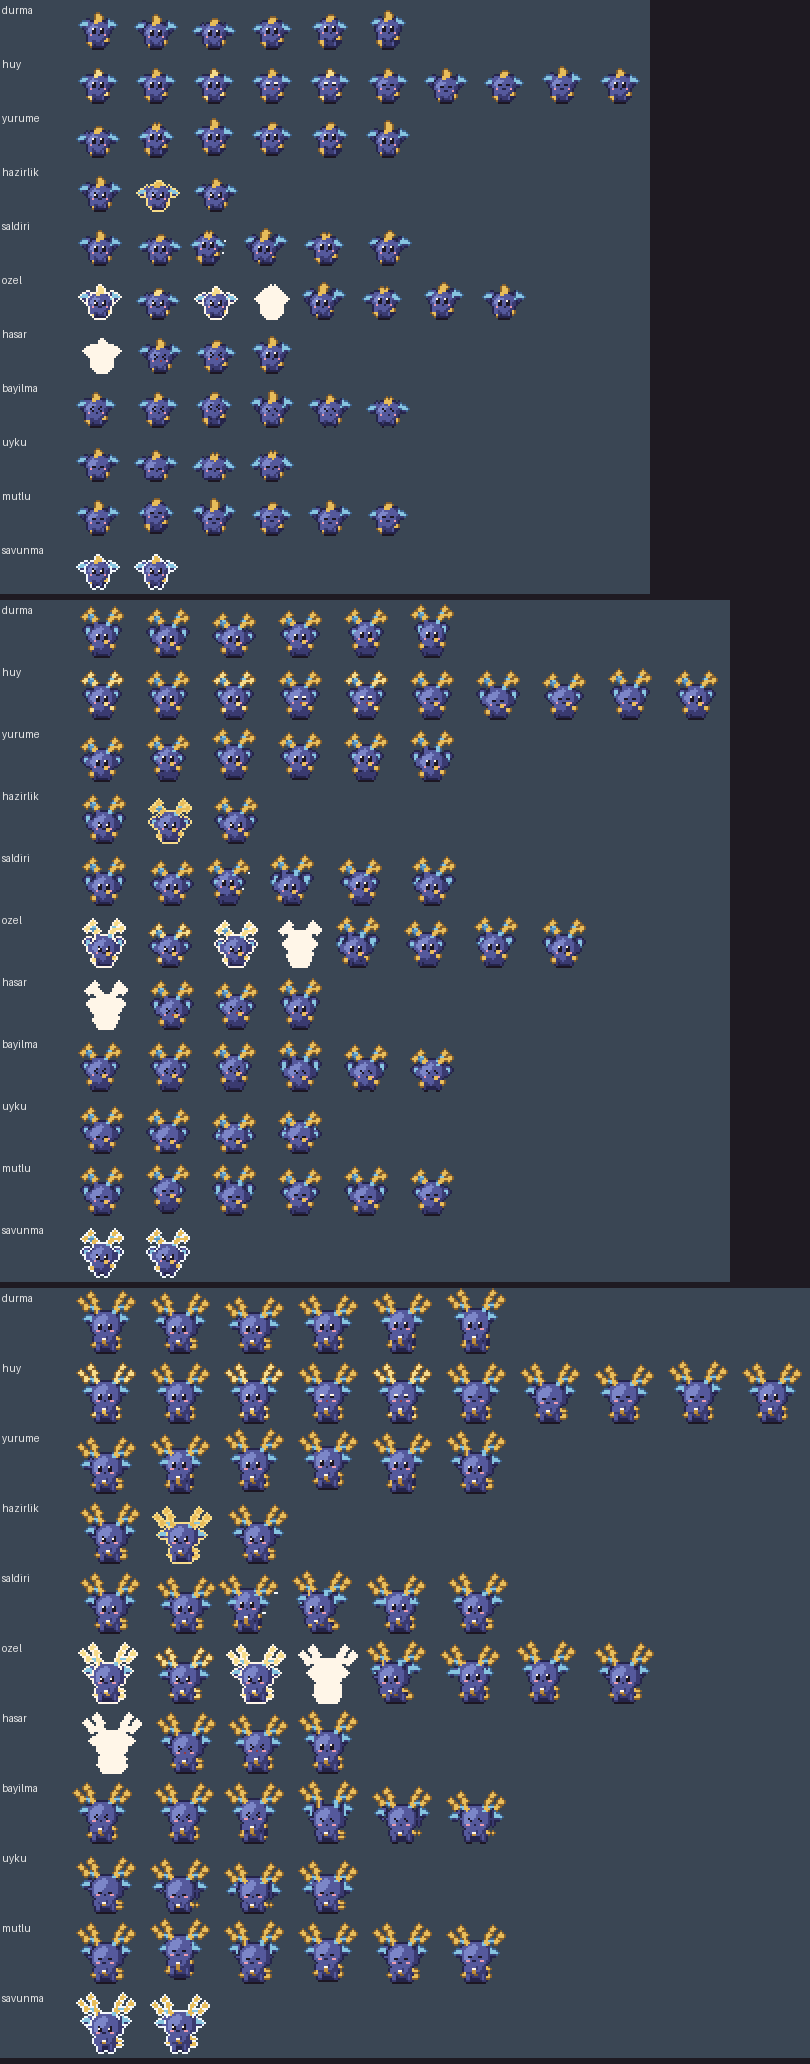 durma
huy
yurume
hazirlik
saldiri
ozel
hasar
bayilma
uyku
mutlu
savunma
durma
huy
yurume
hazirlik
saldiri
ozel
hasar
bayilma
uyku
mutlu
savunma
durma
huy
yurume
hazirlik
saldiri
ozel
hasar
bayilma
uyku
mutlu
savunma